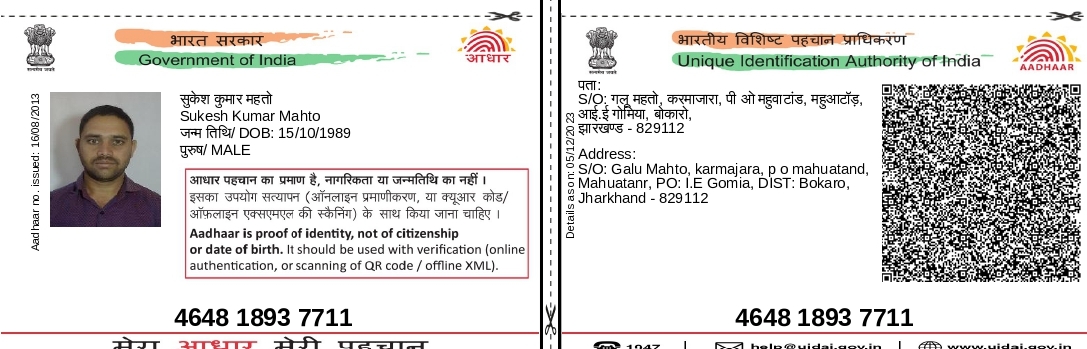 भारत सरकार
Government of India
आधार
Aadhaar no. issued: 16/08/2013
सुकेश कुमार महतो
Sukesh Kumar Mahto
जन्म तिथि/ DOB: 15/10/1989
पुरुष/ MALE
आधार पहचान का प्रमाण है, नागरिकता या जन्मतिथि का नहीं ।
इसका उपयोग सत्यापन (ऑनलाइन प्रमाणीकरण, या क्यूआर कोड/
ऑफ़लाइन एक्सएमएल की स्कैनिंग) के साथ किया जाना चाहिए ।
Aadhaar is proof of identity, not of citizenship
or date of birth. It should be used with verification (online
authentication, or scanning of QR code / offline XML).
4648 1893 7711
मेरा आधार मेरी पहचान
भारतीय विशिष्ट पहचान प्राधिकरण
Unique Identification Authority of India
AADHAAR
Details as on: 05/12/2023
पता:
S/O: गलू महतो, करमाजारा, पी ओ महुवाटांड, महुआटॉड़,
आई.ई गोमिया, बोकारो,
झारखण्ड - 829112
Address:
S/O: Galu Mahto, karmajara, p o mahuatand,
Mahuatanr, PO: I.E Gomia, DIST: Bokaro,
Jharkhand - 829112
4648 1893 7711
1947
help@uidai.gov.in
www.uidai.gov.in